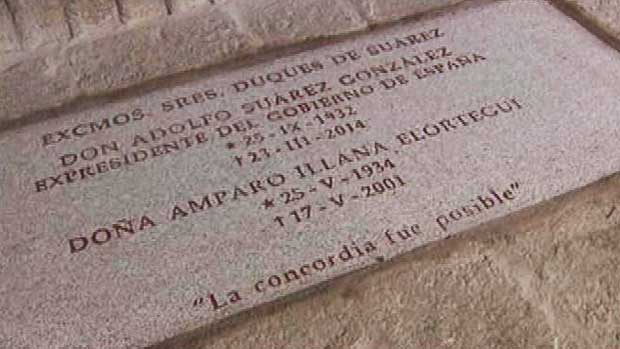 EXCMOS. SRES. DUQUES DE SUAREZ
DON ADOLFO SUAREZ GONZALEZ
EXPRESIDENTE DEL GOBIERNO DE ESPAÑA
★ 25-IX-1932
† 23-III-2014
DOÑA AMPARO ILLANA ELORTEGUI
★ 25-V-1934
† 17-V-2001
"La concordia fue posible"